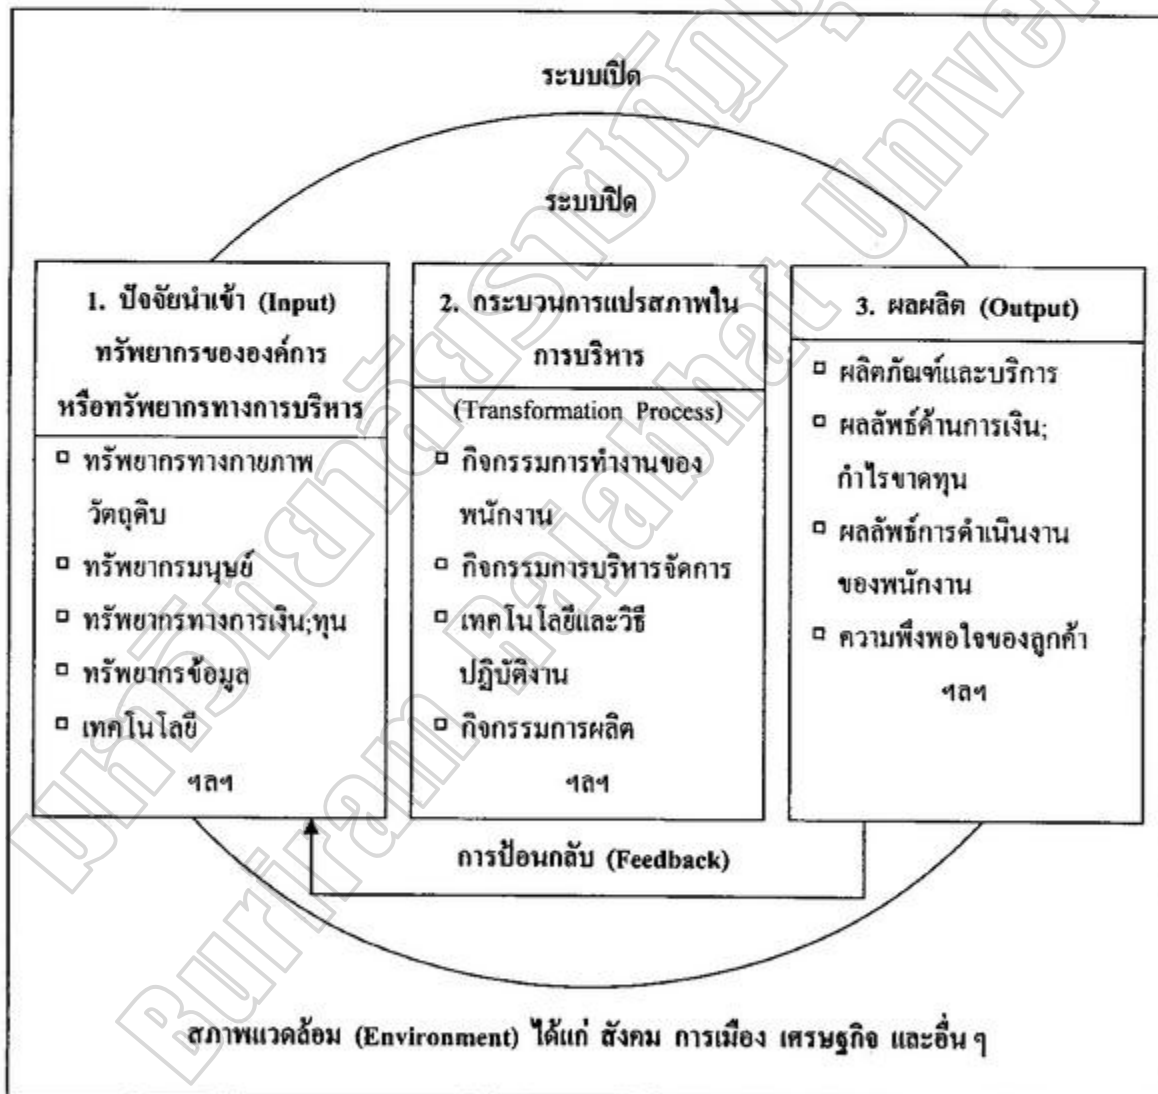 ระบบเปิด
ระบบปิด
1. ปัจจัยนำเข้า (Input)
ทรัพยากรขององค์การ
หรือทรัพยากรทางการบริหาร
▫ ทรัพยากรทางกายภาพ
วัตถุดิบ
▫ ทรัพยากรมนุษย์
▫ ทรัพยากรทางการเงิน;ทุน
▫ ทรัพยากรข้อมูล
▫ เทคโนโลยี
ฯลฯ
2. กระบวนการแปรสภาพใน
การบริหาร
(Transformation Process)
▫ กิจกรรมการทำงานของ
พนักงาน
▫ กิจกรรมการบริหารจัดการ
▫ เทคโนโลยีและวิธี
ปฏิบัติงาน
▫ กิจกรรมการผลิต
ฯลฯ
3. ผลผลิต (Output)
▫ ผลิตภัณฑ์และบริการ
▫ ผลลัพธ์ด้านการเงิน;
กำไรขาดทุน
▫ ผลลัพธ์การดำเนินงาน
ของพนักงาน
▫ ความพึงพอใจของลูกค้า
ฯลฯ
การป้อนกลับ (Feedback)
สภาพแวดล้อม (Environment) ได้แก่ สังคม การเมือง เศรษฐกิจ และอื่น ๆ
มหาวิทยาลัยราชภัฏ
Buriram Rajabhat